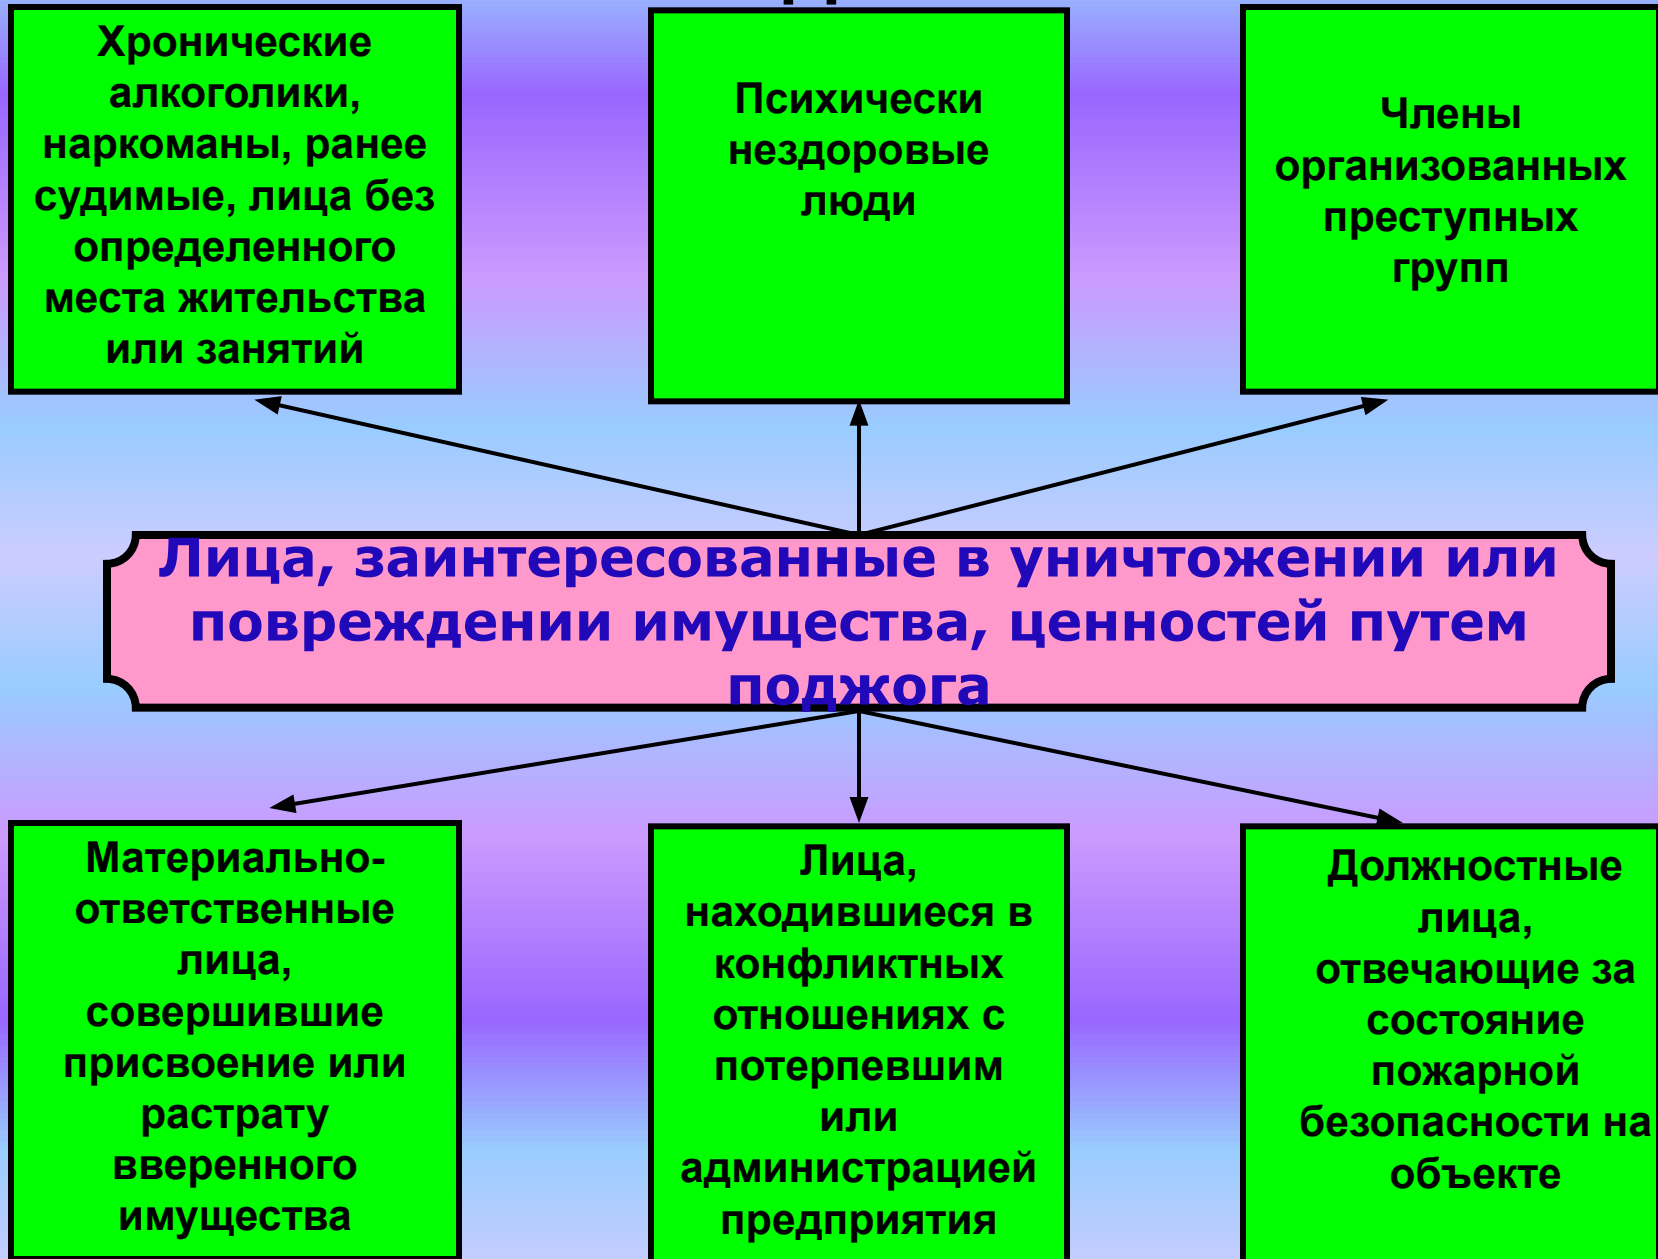 Хронические
алкоголики,
наркоманы, ранее
судимые, лица без
определенного
места жительства
или занятий
Психически
нездоровые
люди
Члены
организованных
преступных
групп
Лица, заинтересованные в уничтожении или
повреждении имущества, ценностей путем
поджога
Материально-
ответственные
лица,
совершившие
присвоение или
растрату
вверенного
имущества
Лица,
находившиеся в
конфликтных
отношениях с
потерпевшим
или
администрацией
предприятия
Должностные
лица,
отвечающие за
состояние
пожарной
безопасности на
объекте